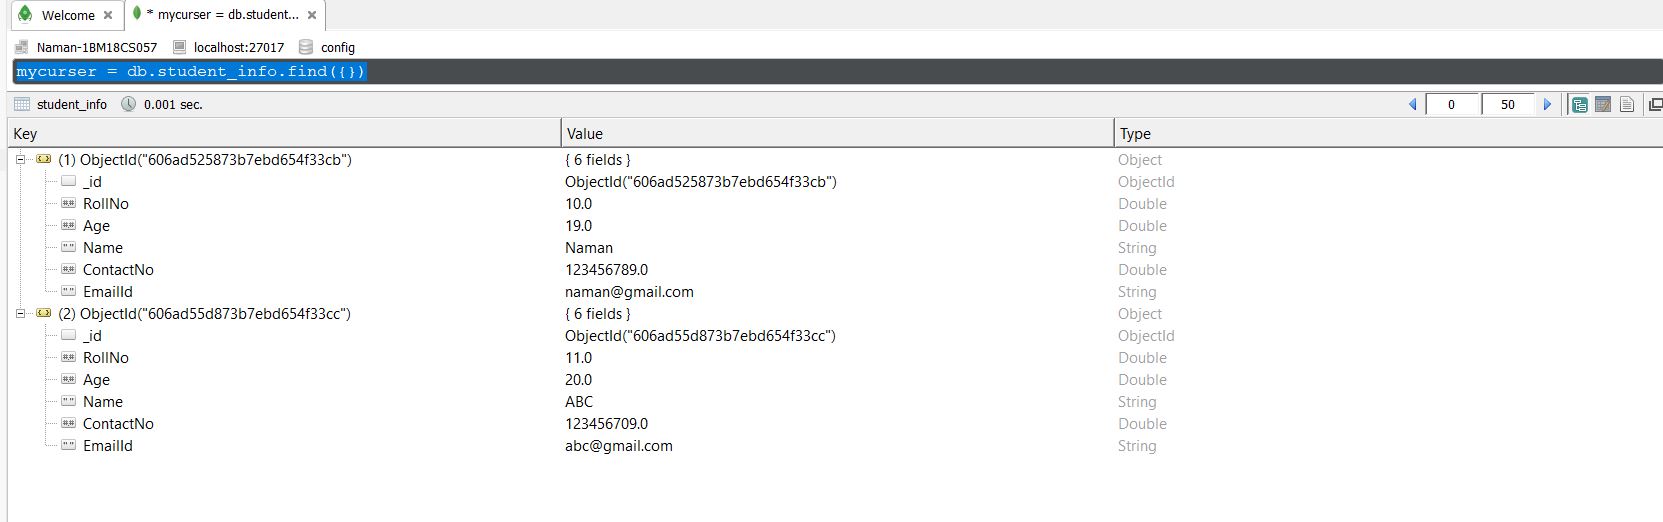 Welcome
* mycurser = db.student...
Naman-1BM18CS057 localhost:27017 config
mycurser = db.student_info.find({})
student_info 0.001 sec. 0 50
Key Value Type
(1) ObjectId("606ad525873b7ebd654f33cb") { 6 fields } Object
_id ObjectId("606ad525873b7ebd654f33cb") ObjectId
RollNo 10.0 Double
Age 19.0 Double
Name Naman String
ContactNo 123456789.0 Double
EmailId naman@gmail.com String
(2) ObjectId("606ad55d873b7ebd654f33cc") { 6 fields } Object
_id ObjectId("606ad55d873b7ebd654f33cc") ObjectId
RollNo 11.0 Double
Age 20.0 Double
Name ABC String
ContactNo 123456709.0 Double
EmailId abc@gmail.com String